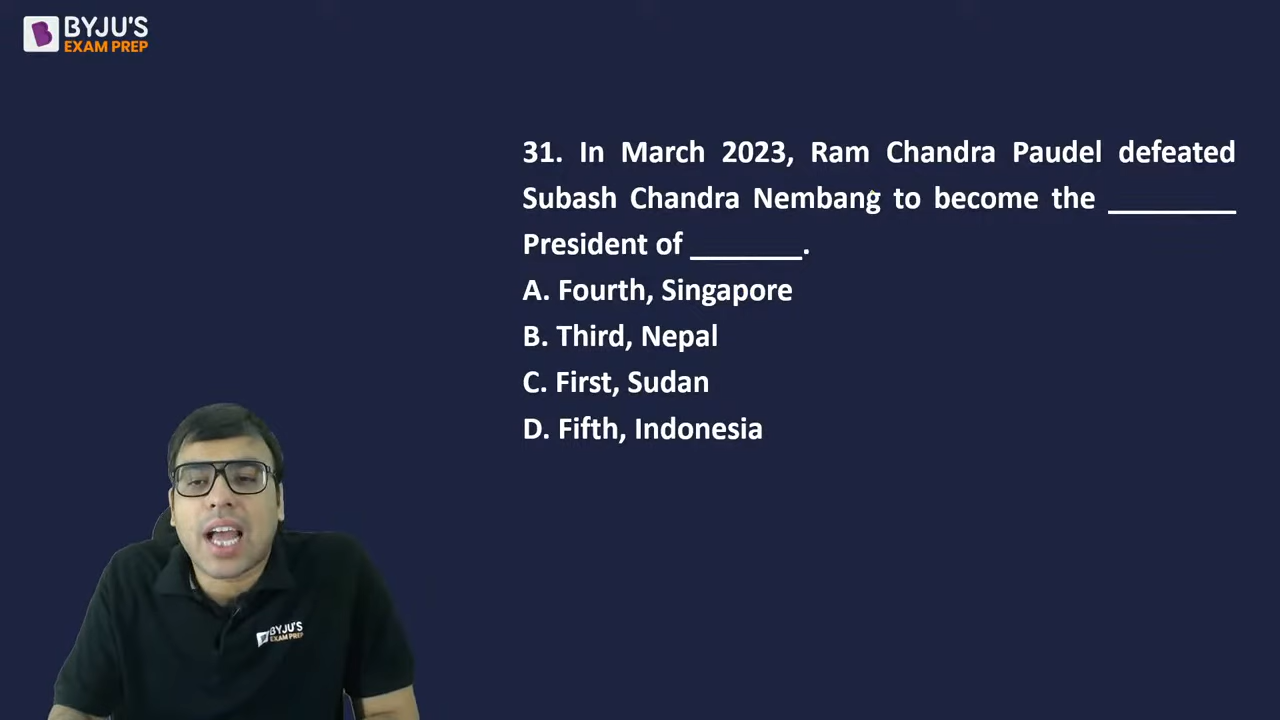 BYJU'S
EXAM PREP
31. In March 2023, Ram Chandra Paudel defeated
Subash Chandra Nembang to become the ________
President of _______.
A. Fourth, Singapore
B. Third, Nepal
C. First, Sudan
D. Fifth, Indonesia
BYJU'S
EXAM PREP